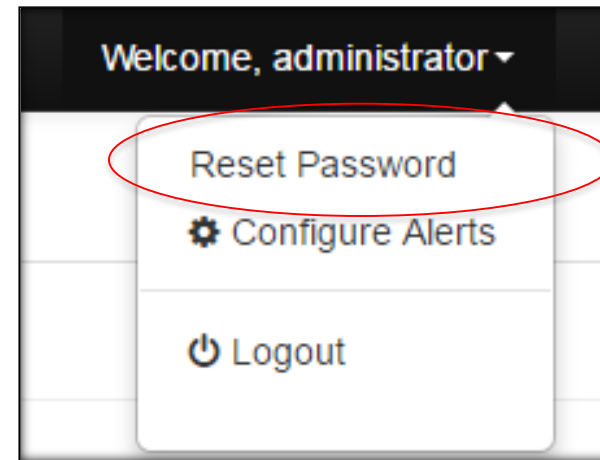 Welcome, administrator
Reset Password
Configure Alerts
Logout